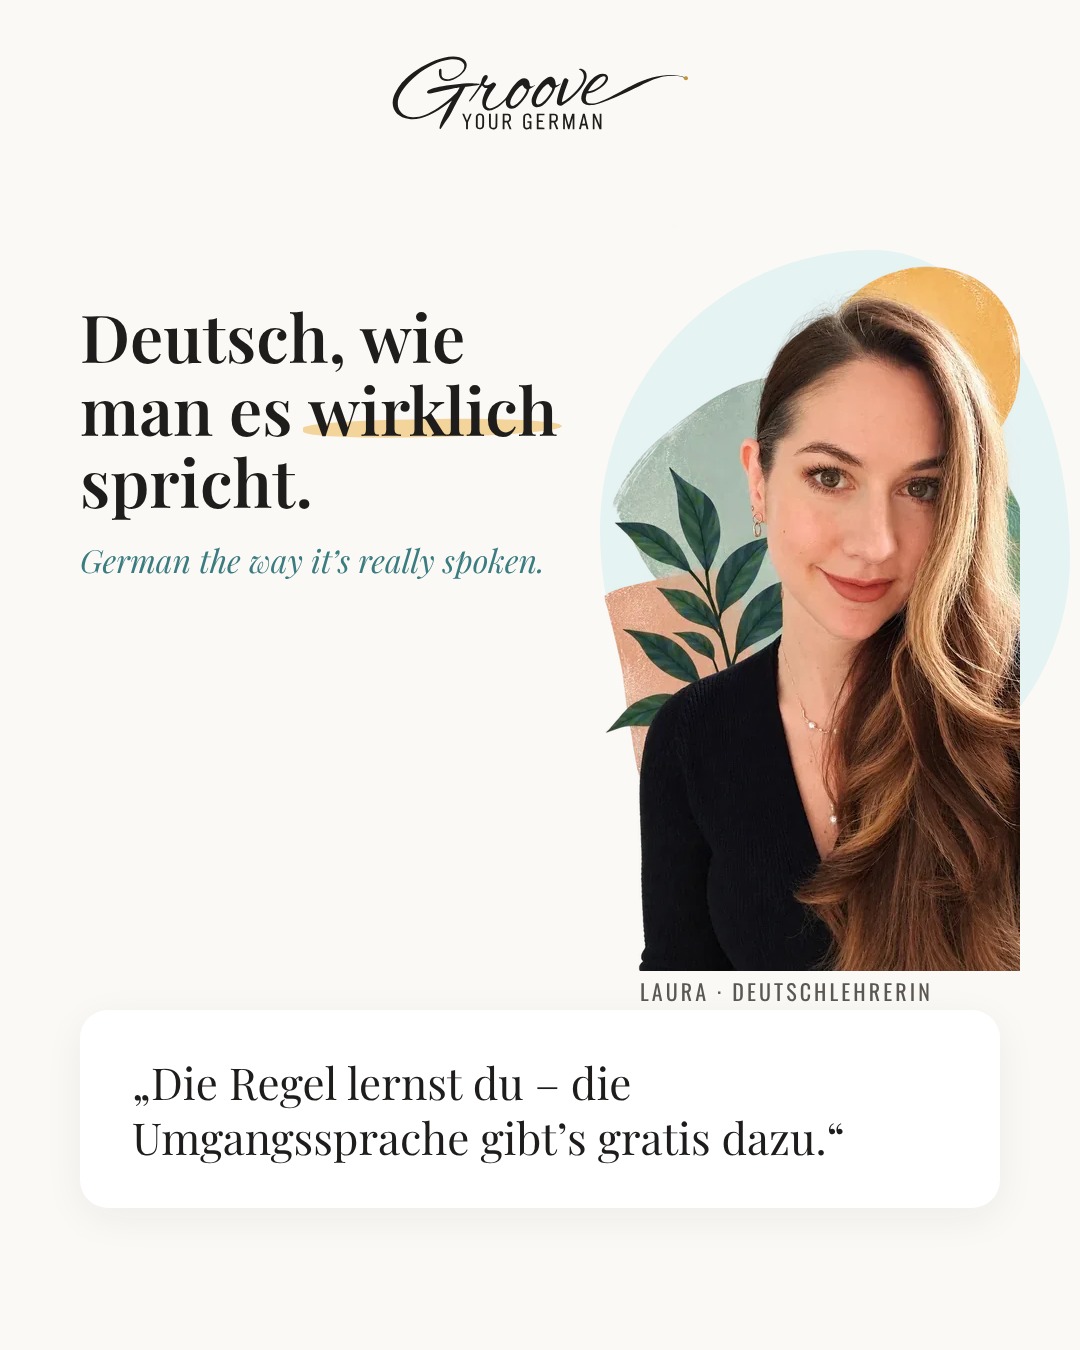 Groove
YOUR GERMAN
Deutsch, wie
man es wirklich
spricht.
German the way it’s really spoken.
LAURA · DEUTSCHLEHRERIN
„Die Regel lernst du – die
Umgangssprache gibt’s gratis dazu.“